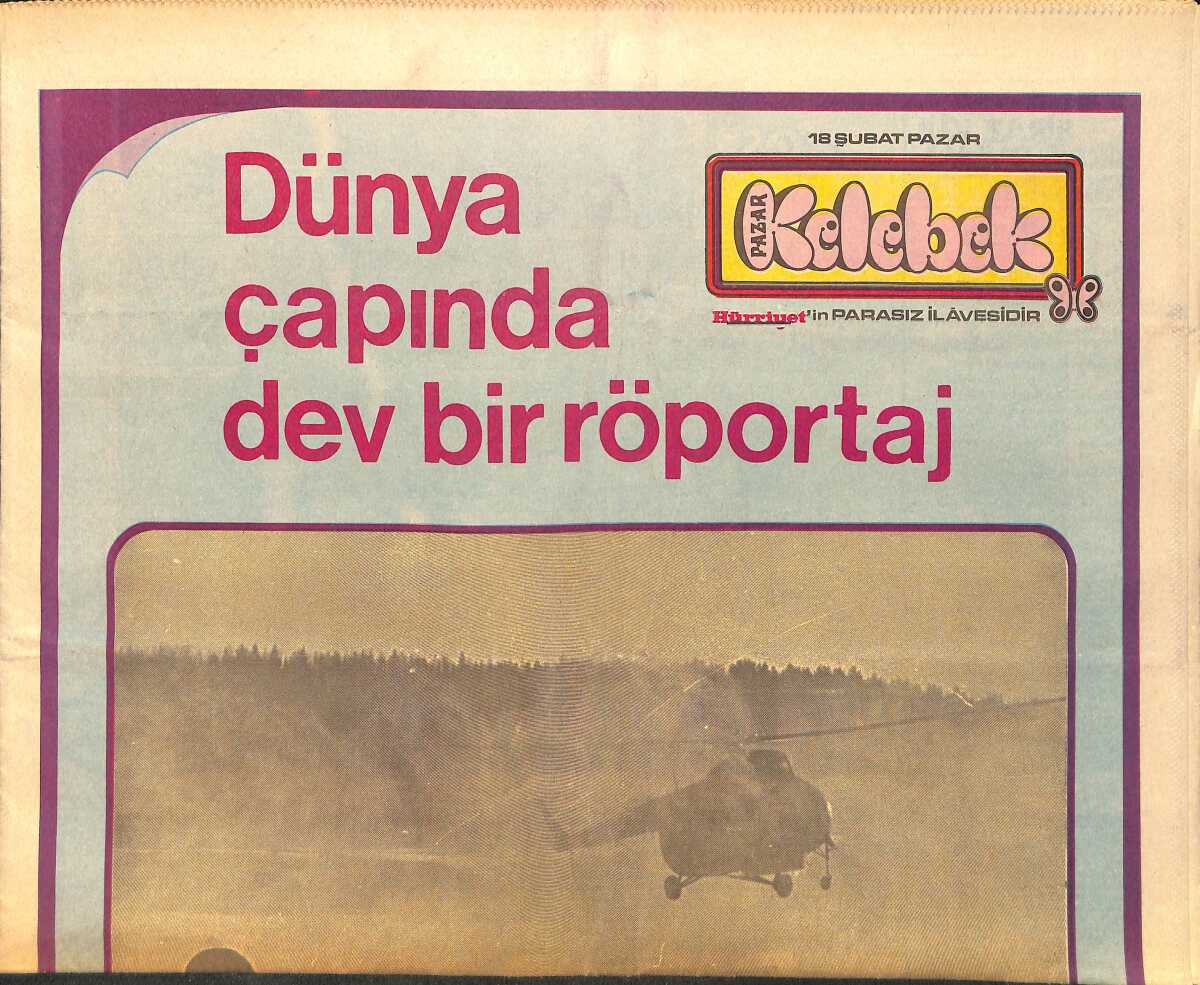 18 ŞUBAT PAZAR
PAZAR Kelebek
Hürriyet'in PARASIZ İLÂVESİDİR
Dünya
çapında
dev bir röportaj